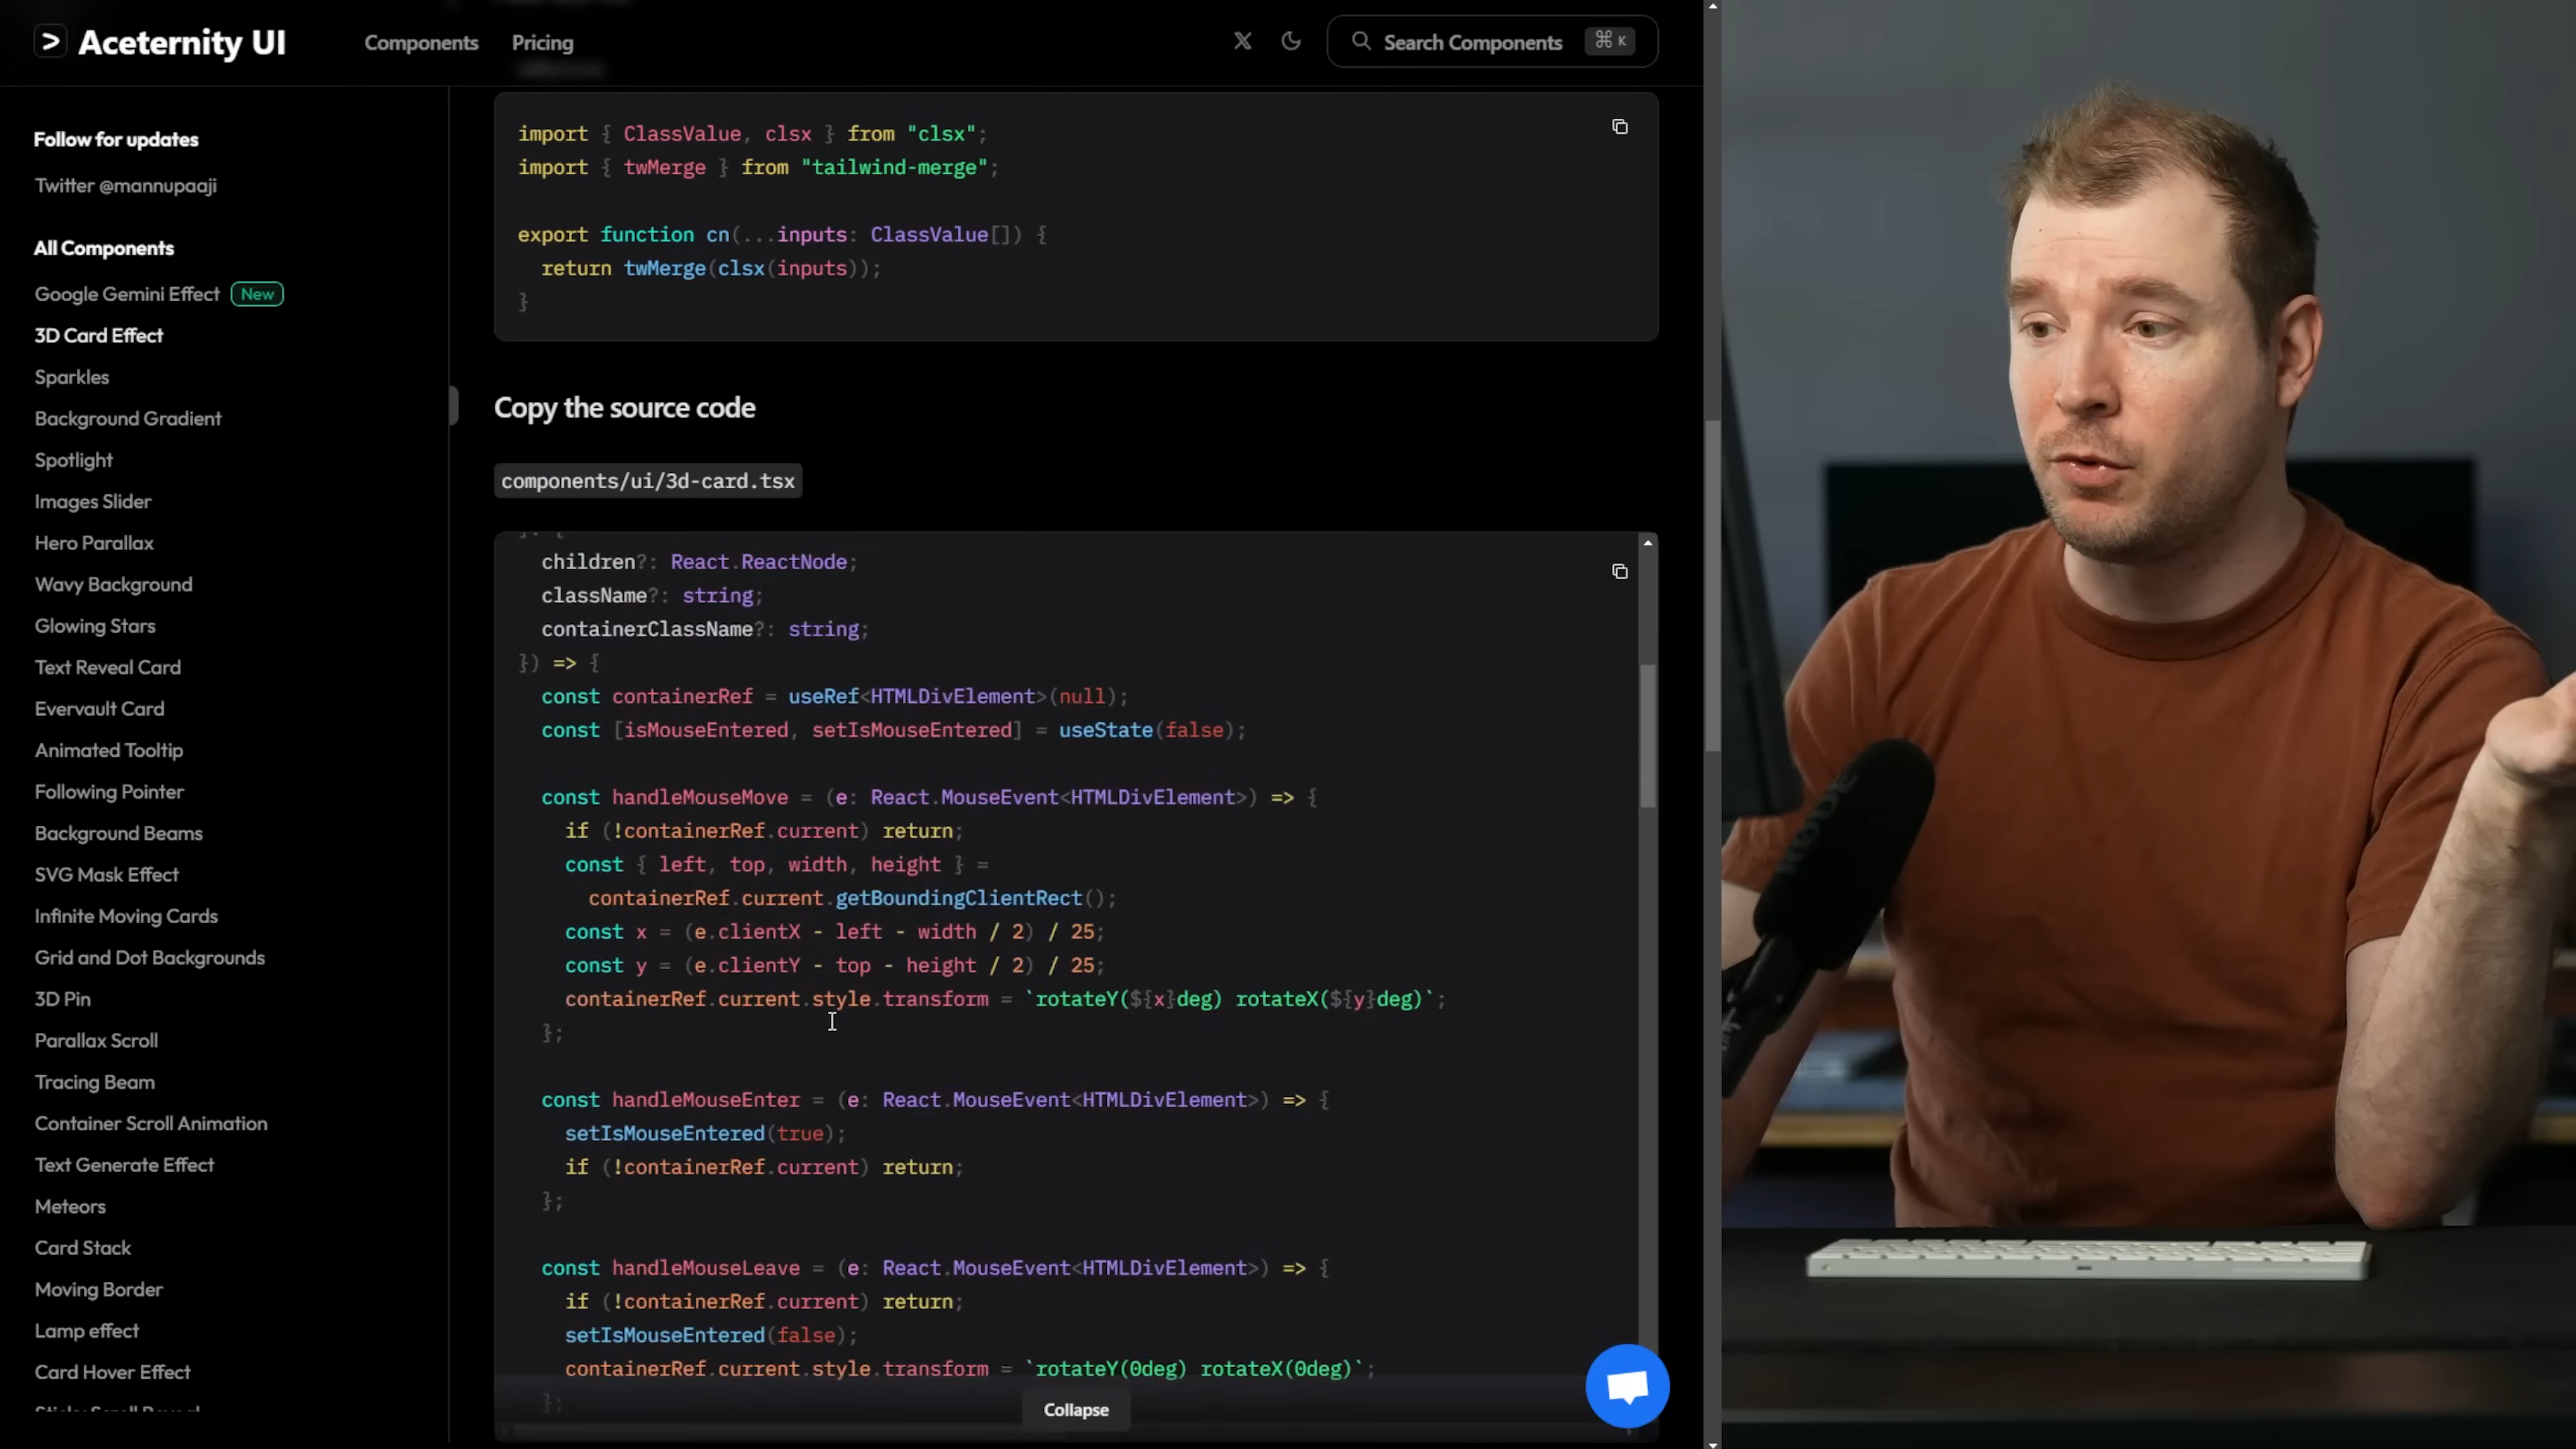 Aceternity UI
Components
Pricing
Search Components
⌘ K
Follow for updates
Twitter @mannupaaji
All Components
Google Gemini Effect New
3D Card Effect
Sparkles
Background Gradient
Spotlight
Images Slider
Hero Parallax
Wavy Background
Glowing Stars
Text Reveal Card
Evervault Card
Animated Tooltip
Following Pointer
Background Beams
SVG Mask Effect
Infinite Moving Cards
Grid and Dot Backgrounds
3D Pin
Parallax Scroll
Tracing Beam
Container Scroll Animation
Text Generate Effect
Meteors
Card Stack
Moving Border
Lamp effect
Card Hover Effect
import { ClassValue, clsx } from "clsx";
import { twMerge } from "tailwind-merge";
export function cn(...inputs: ClassValue[]) {
return twMerge(clsx(inputs));
}
Copy the source code
components/ui/3d-card.tsx
}: {
children?: React.ReactNode;
className?: string;
containerClassName?: string;
}) => {
const containerRef = useRef<HTMLDivElement>(null);
const [isMouseEntered, setIsMouseEntered] = useState(false);
const handleMouseMove = (e: React.MouseEvent<HTMLDivElement>) => {
if (!containerRef.current) return;
const { left, top, width, height } =
containerRef.current.getBoundingClientRect();
const x = (e.clientX - left - width / 2) / 25;
const y = (e.clientY - top - height / 2) / 25;
containerRef.current.style.transform = `rotateY(${x}deg) rotateX(${y}deg)`;
};
const handleMouseEnter = (e: React.MouseEvent<HTMLDivElement>) => {
setIsMouseEntered(true);
if (!containerRef.current) return;
};
const handleMouseLeave = (e: React.MouseEvent<HTMLDivElement>) => {
if (!containerRef.current) return;
setIsMouseEntered(false);
containerRef.current.style.transform = `rotateY(0deg) rotateX(0deg)`;
};
Collapse
RØDE